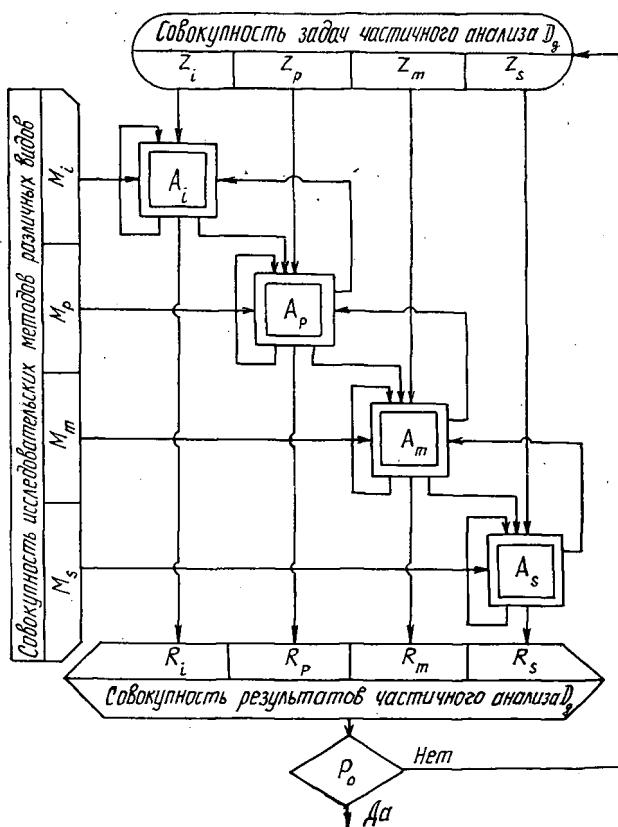 Совокупность задач частичного анализа D_g
Z_i Z_p Z_m Z_s
Совокупность исследовательских методов различных видов
M_i
M_p
M_m
M_s
A_i
A_p
A_m
A_s
R_i R_p R_m R_s
Совокупность результатов частичного анализа D_g
P_o
Нет
Да